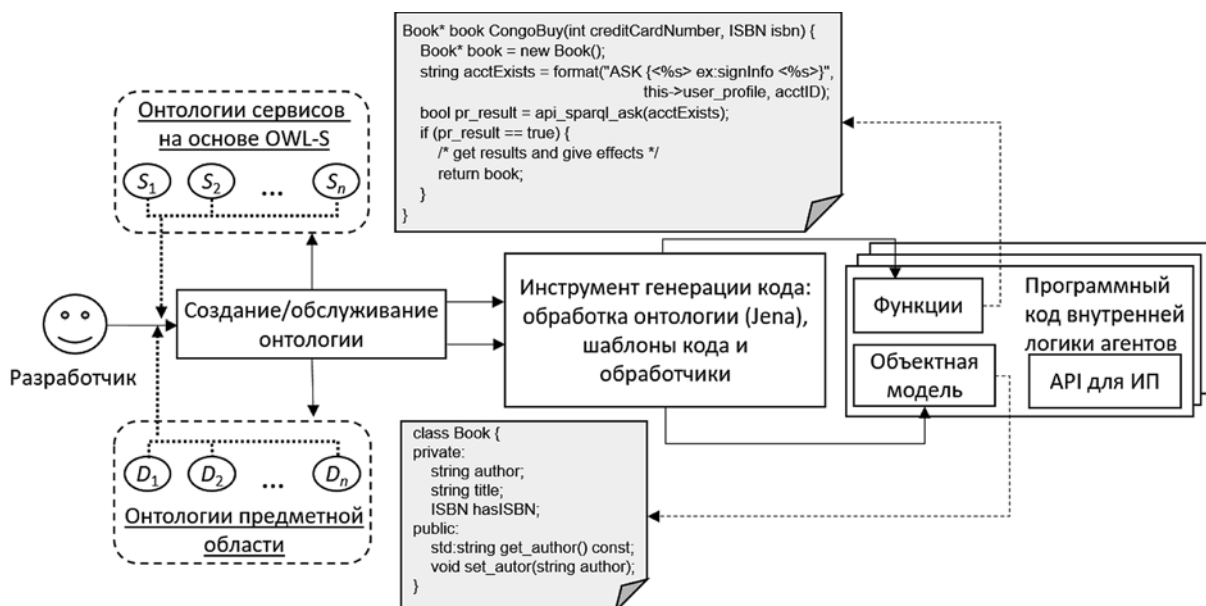 Book* book CongoBuy(int creditCardNumber, ISBN isbn) {
Book* book = new Book();
string acctExists = format("ASK {<%s> ex:signInfo <%s>}",
this->user_profile, acctID);
bool pr_result = api_sparql_ask(acctExists);
if (pr_result == true) {
/* get results and give effects */
return book;
}
}
Онтологии сервисов
на основе OWL-S
S1 S2 ... Sn
Разработчик
Создание/обслуживание
онтологии
Инструмент генерации кода:
обработка онтологии (Jena),
шаблоны кода и
обработчики
Функции
Объектная
модель
Программный
код внутренней
логики агентов
API для ИП
D1 D2 ... Dn
Онтологии предметной
области
class Book {
private:
string author;
string title;
ISBN hasISBN;
public:
std:string get_author() const;
void set_autor(string author);
}